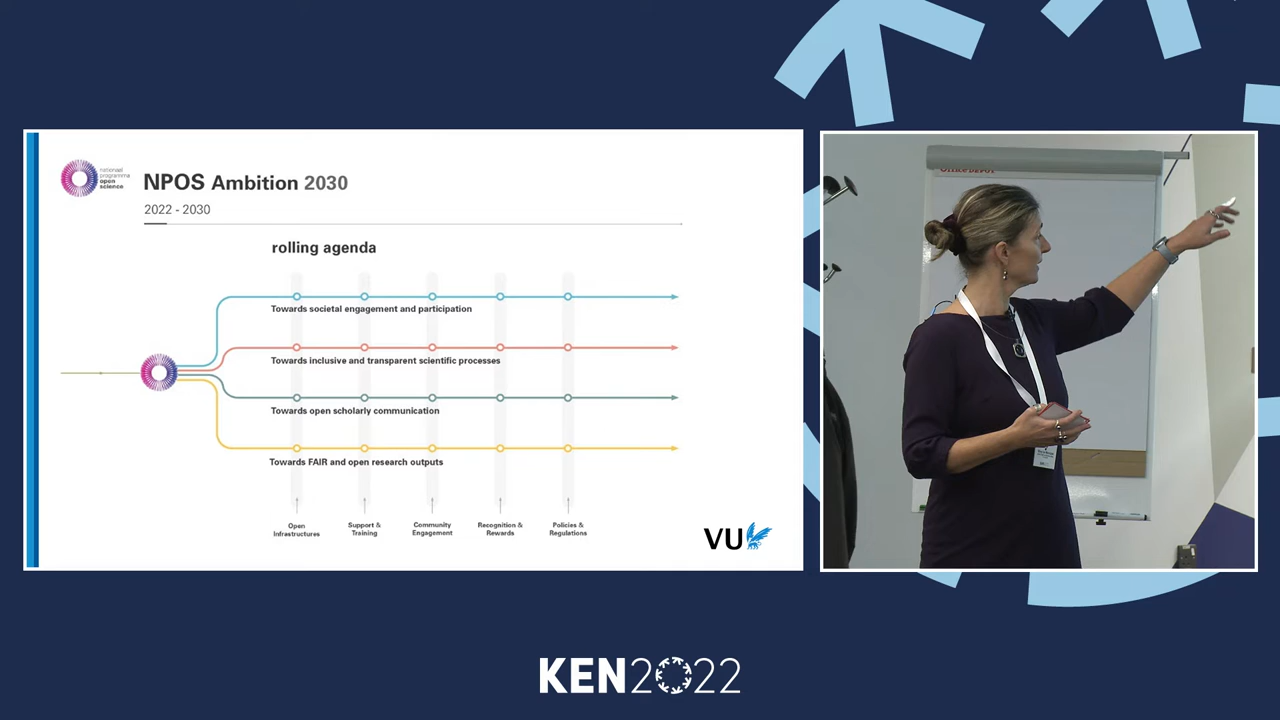 nationaal
programma
open
science
NPOS Ambition 2030
2022 - 2030
rolling agenda
Towards societal engagement and participation
Towards inclusive and transparent scientific processes
Towards open scholarly communication
Towards FAIR and open research outputs
Open
Infrastructures
Support &
Training
Community
Engagement
Recognition &
Rewards
Policies &
Regulations
VU
Office DEPOT
KEN2022